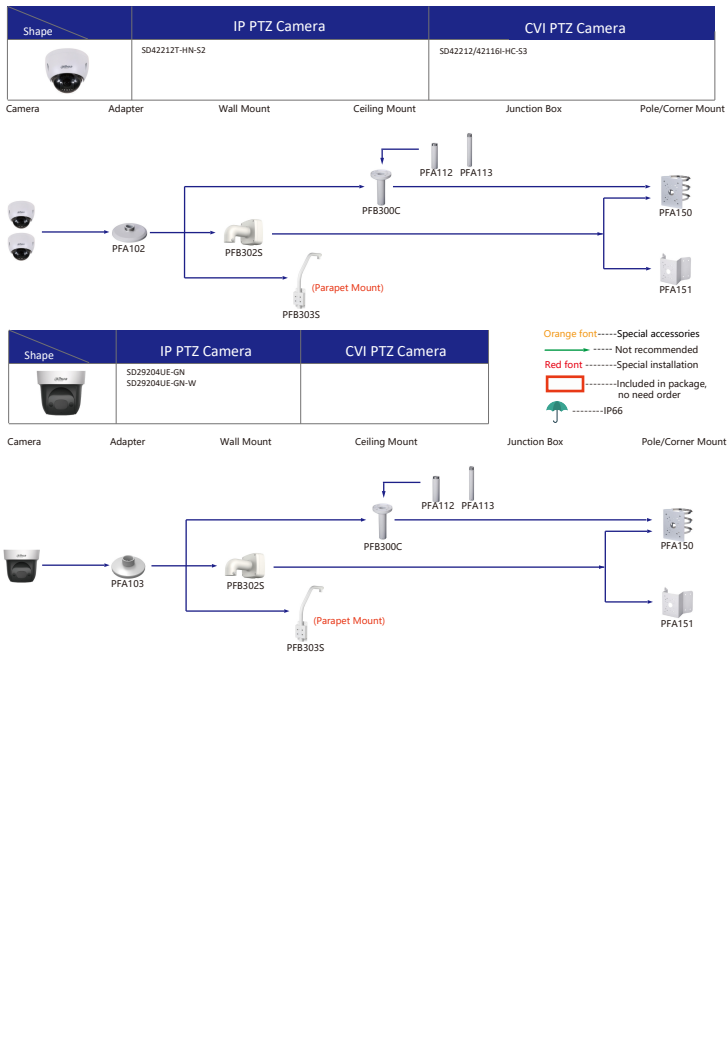 Shape
IP PTZ Camera
CVI PTZ Camera
SD42212T-HN-S2
SD42212/42116I-HC-S3
Camera
Adapter
Wall Mount
Ceiling Mount
Junction Box
Pole/Corner Mount
PFA112 PFA113
PFB300C
PFA150
PFA102
PFB302S
(Parapet Mount)
PFA151
PFB303S
Shape
IP PTZ Camera
CVI PTZ Camera
SD29204UE-GN
SD29204UE-GN-W
Orange font-----Special accessories
----- Not recommended
Red font -------Special installation
--------Included in package,
no need order
--------IP66
Camera
Adapter
Wall Mount
Ceiling Mount
Junction Box
Pole/Corner Mount
PFA112 PFA113
PFB300C
PFA150
PFA103
PFB302S
(Parapet Mount)
PFA151
PFB303S